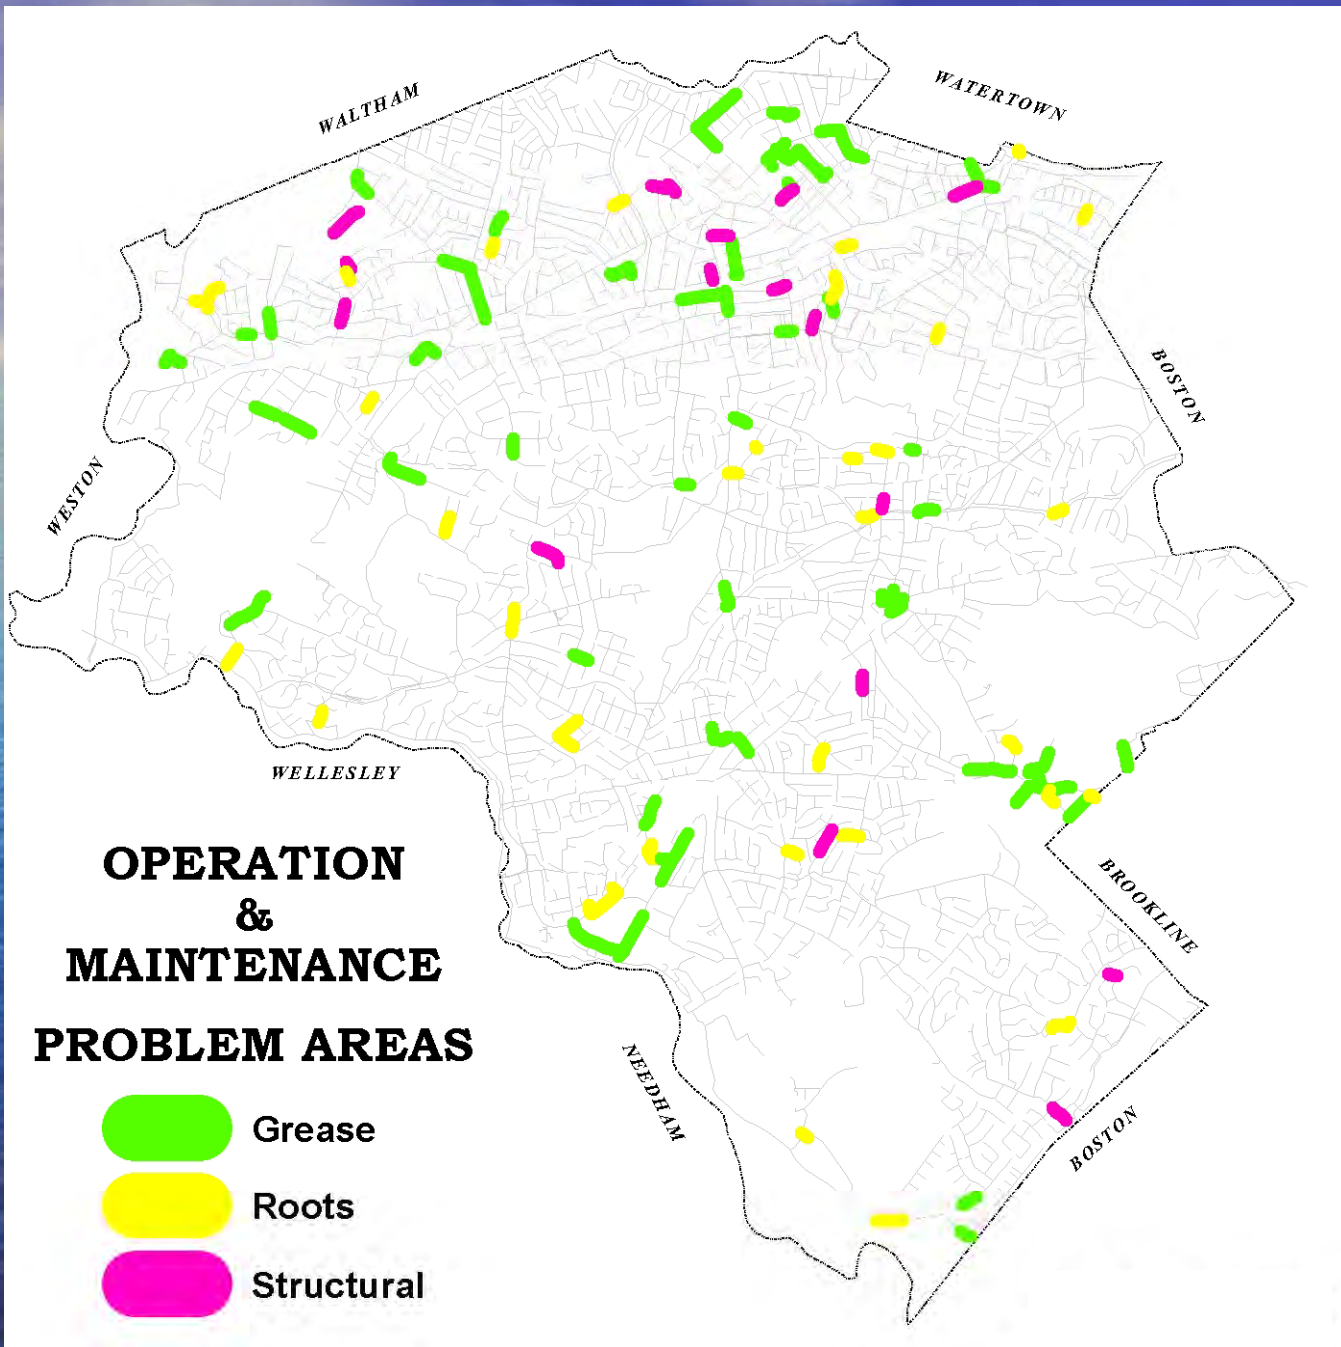 WALTHAM
WATERTOWN
BOSTON
WESTON
WELLESLEY
OPERATION
&
MAINTENANCE
PROBLEM AREAS
Grease
Roots
Structural
BROOKLINE
NEEDHAM
BOSTON